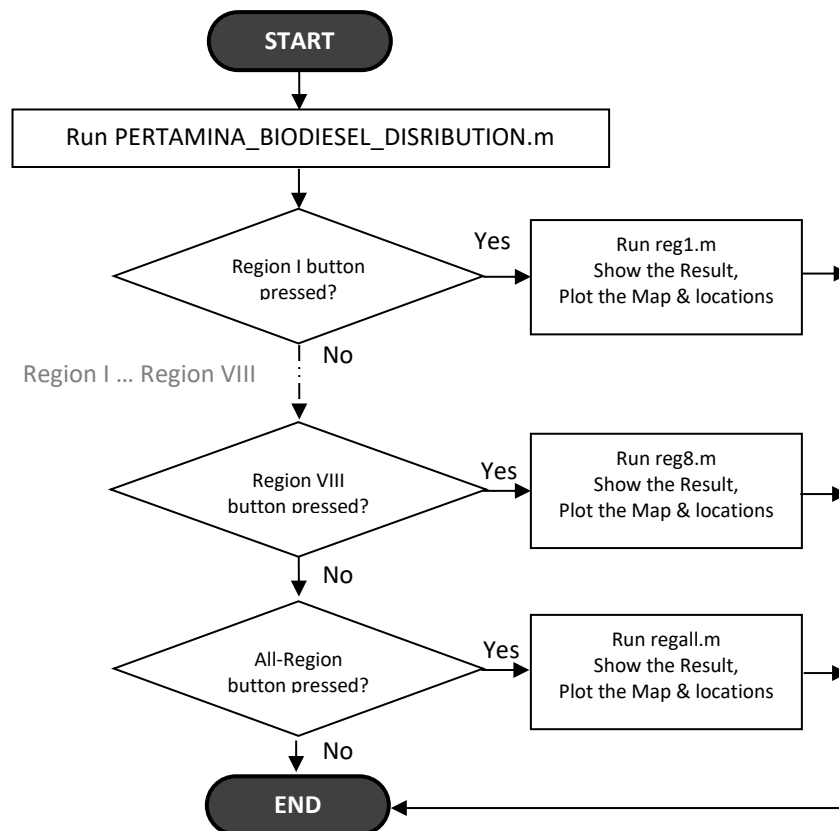 START
Run PERTAMINA_BIODIESEL_DISRIBUTION.m
Region I button
pressed?
Yes
Run reg1.m
Show the Result,
Plot the Map & locations
No
Region I ... Region VIII
Region VIII
button pressed?
Yes
Run reg8.m
Show the Result,
Plot the Map & locations
No
All-Region
button pressed?
Yes
Run regall.m
Show the Result,
Plot the Map & locations
No
END